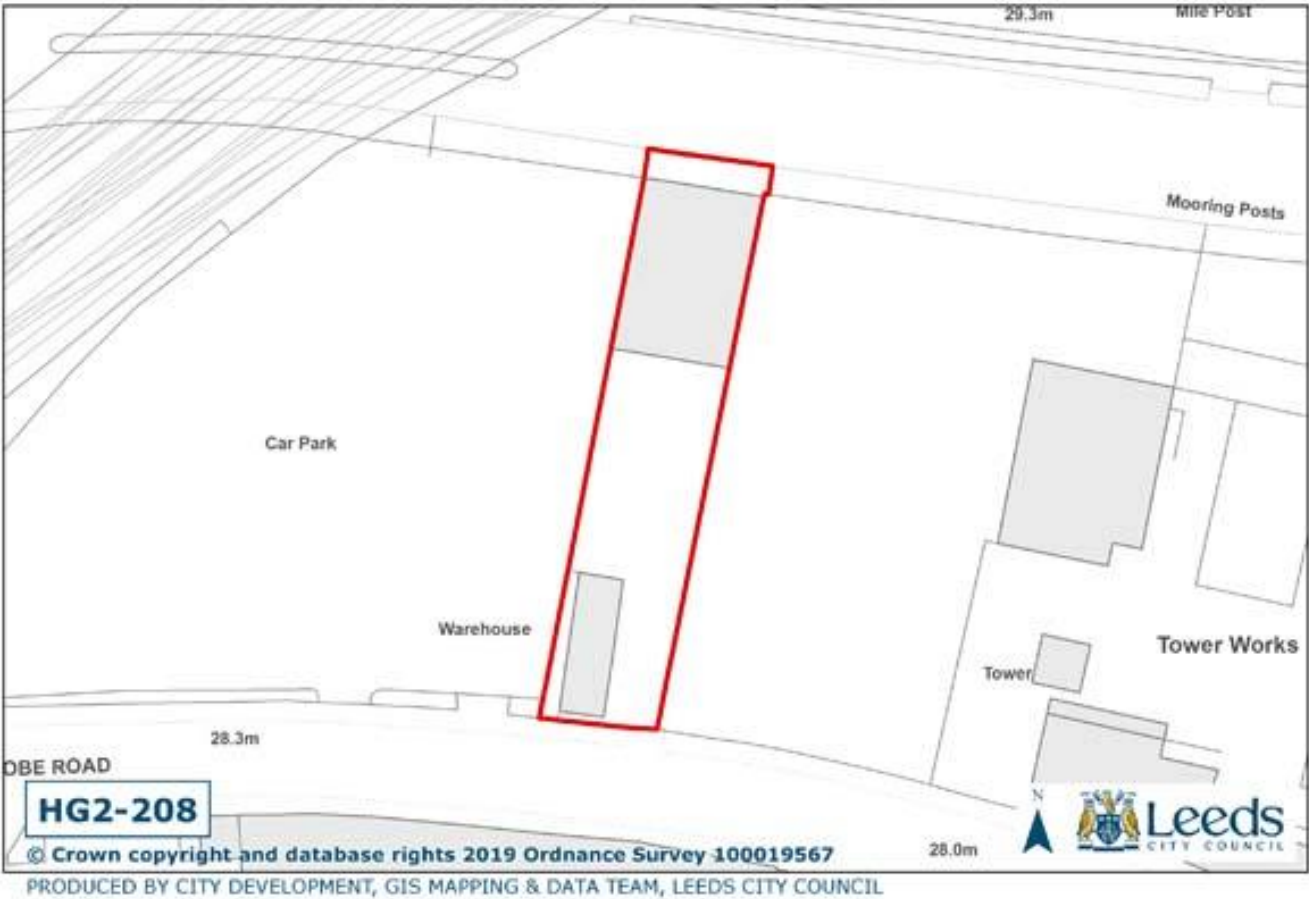 29.3m
Mile Post
Mooring Posts
Car Park
Warehouse
Tower Works
Tower
28.3m
OBE ROAD
HG2-208
N
Leeds
CITY COUNCIL
© Crown copyright and database rights 2019 Ordnance Survey 100019567
28.0m
PRODUCED BY CITY DEVELOPMENT, GIS MAPPING & DATA TEAM, LEEDS CITY COUNCIL